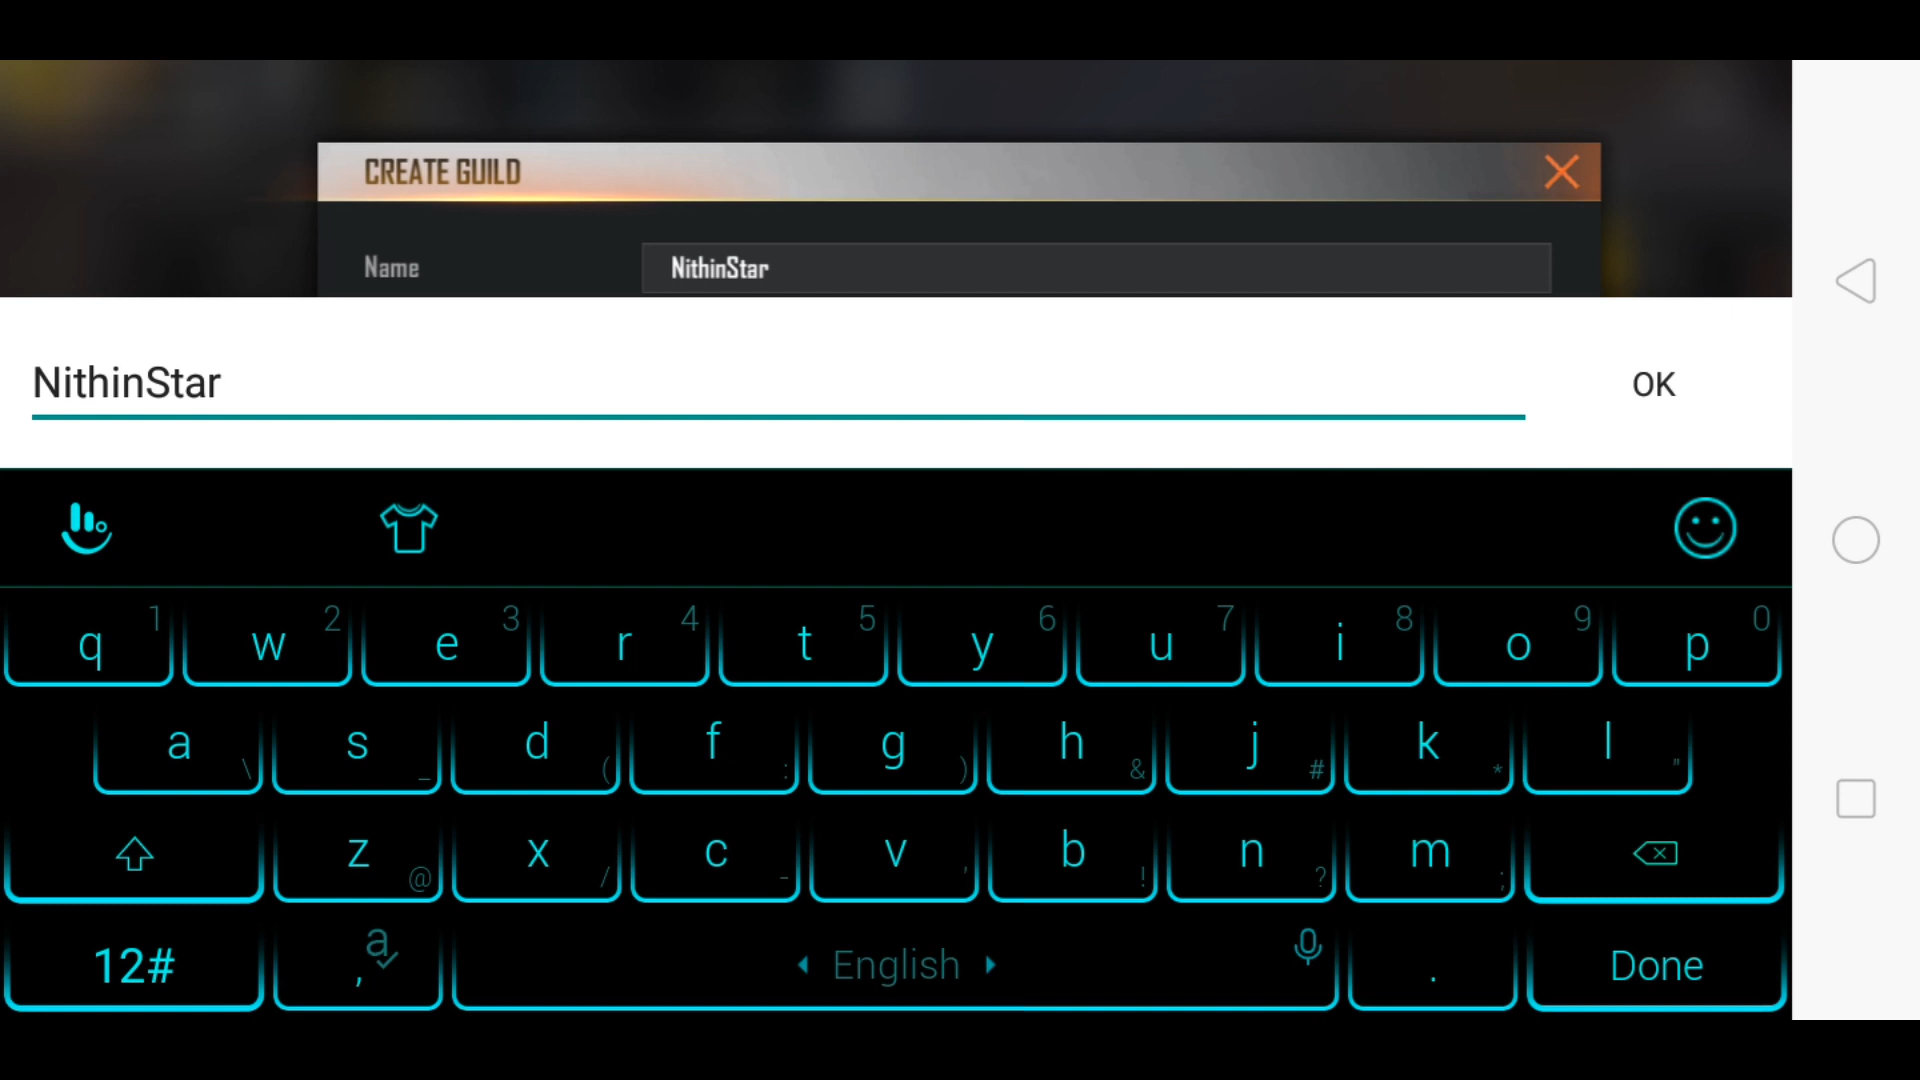 CREATE GUILD
Name NithinStar
NithinStar OK
q 1 w 2 e 3 r 4 t 5 y 6 u 7 i 8 o 9 p 0
a \ s _ d ( f : g ) h & j # k * l "
z @ x / c - v ' b ! n ? m ;
12# , a English . Done